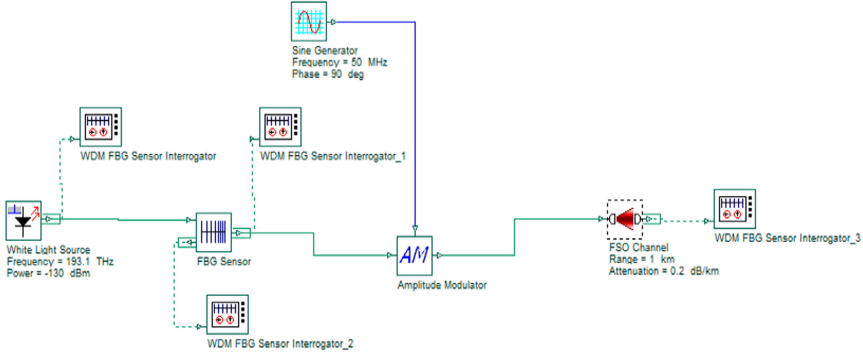 Sine Generator
Frequency = 50 MHz
Phase = 90 deg
WDM FBG Sensor Interrogator
WDM FBG Sensor Interrogator_1
White Light Source
Frequency = 193.1 THz
Power = -130 dBm
FBG Sensor
AM
Amplitude Modulator
FSO Channel
Range = 1 km
Attenuation = 0.2 dB/km
WDM FBG Sensor Interrogator_3
WDM FBG Sensor Interrogator_2